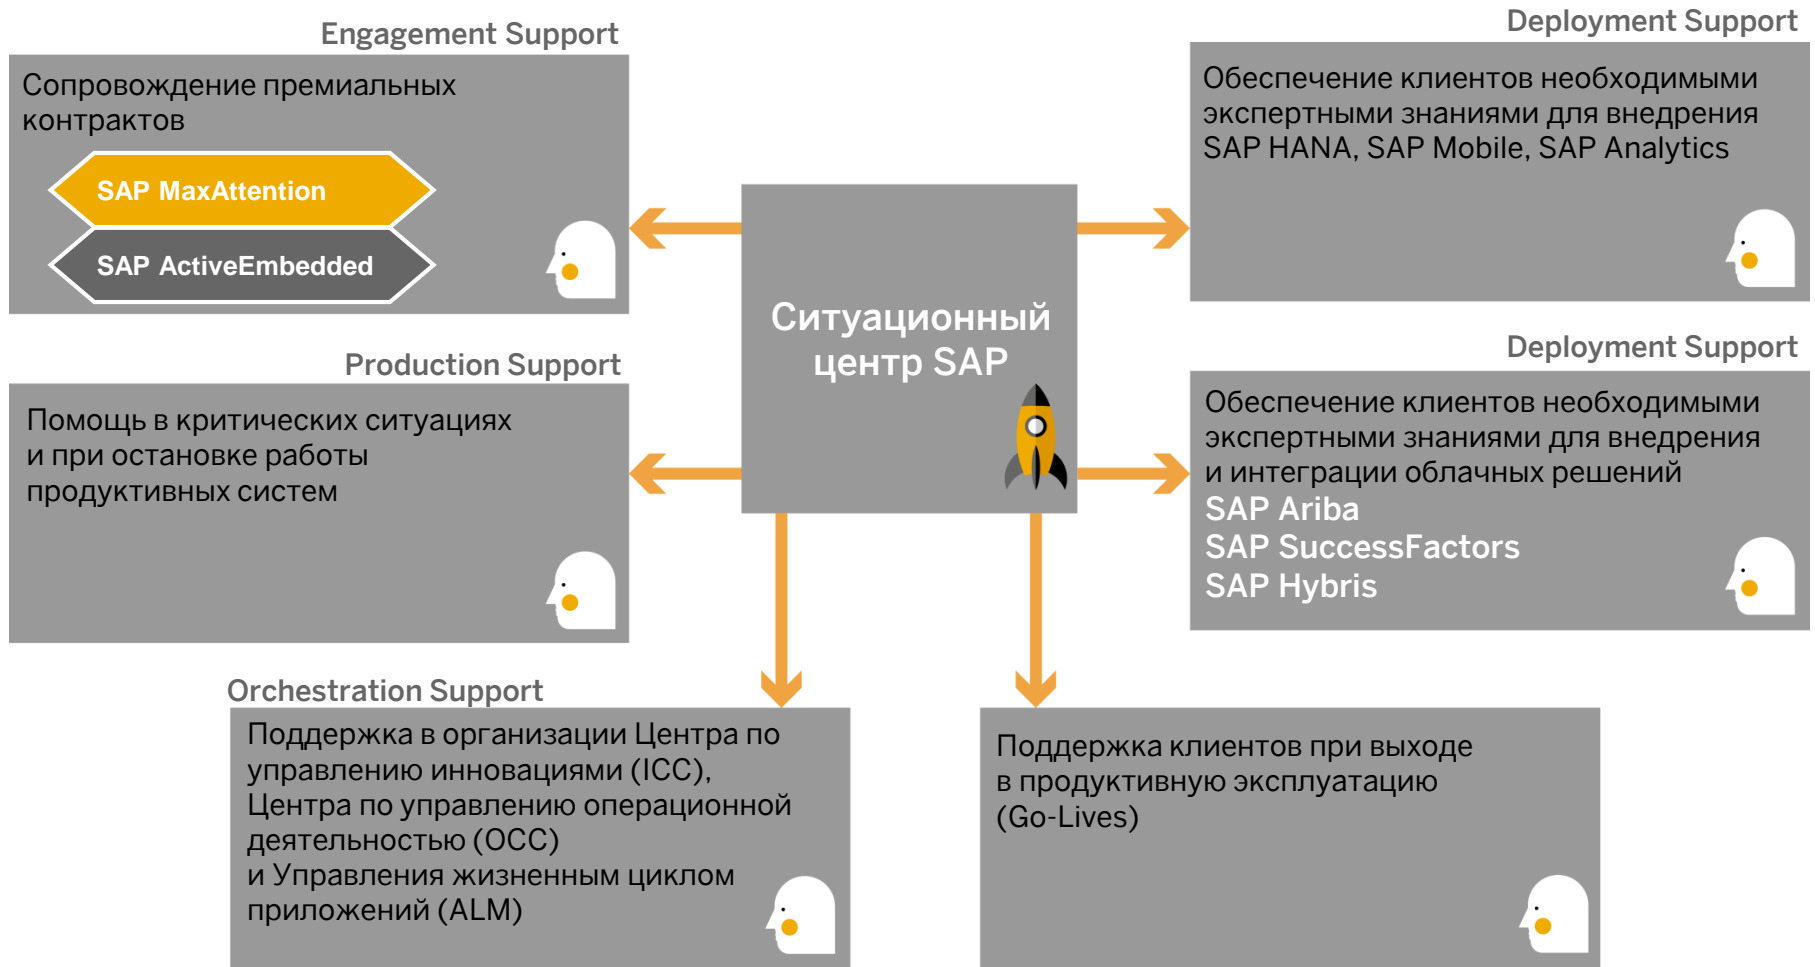 Engagement Support
Сопровождение премиальных
контрактов
SAP MaxAttention
SAP ActiveEmbedded
Deployment Support
Обеспечение клиентов необходимыми
экспертными знаниями для внедрения
SAP HANA, SAP Mobile, SAP Analytics
Ситуационный
центр SAP
Production Support
Помощь в критических ситуациях
и при остановке работы
продуктивных систем
Deployment Support
Обеспечение клиентов необходимыми
экспертными знаниями для внедрения
и интеграции облачных решений
SAP Ariba
SAP SuccessFactors
SAP Hybris
Orchestration Support
Поддержка в организации Центра по
управлению инновациями (ICC),
Центра по управлению операционной
деятельностью (OCC)
и Управления жизненным циклом
приложений (ALM)
Поддержка клиентов при выходе
в продуктивную эксплуатацию
(Go-Lives)